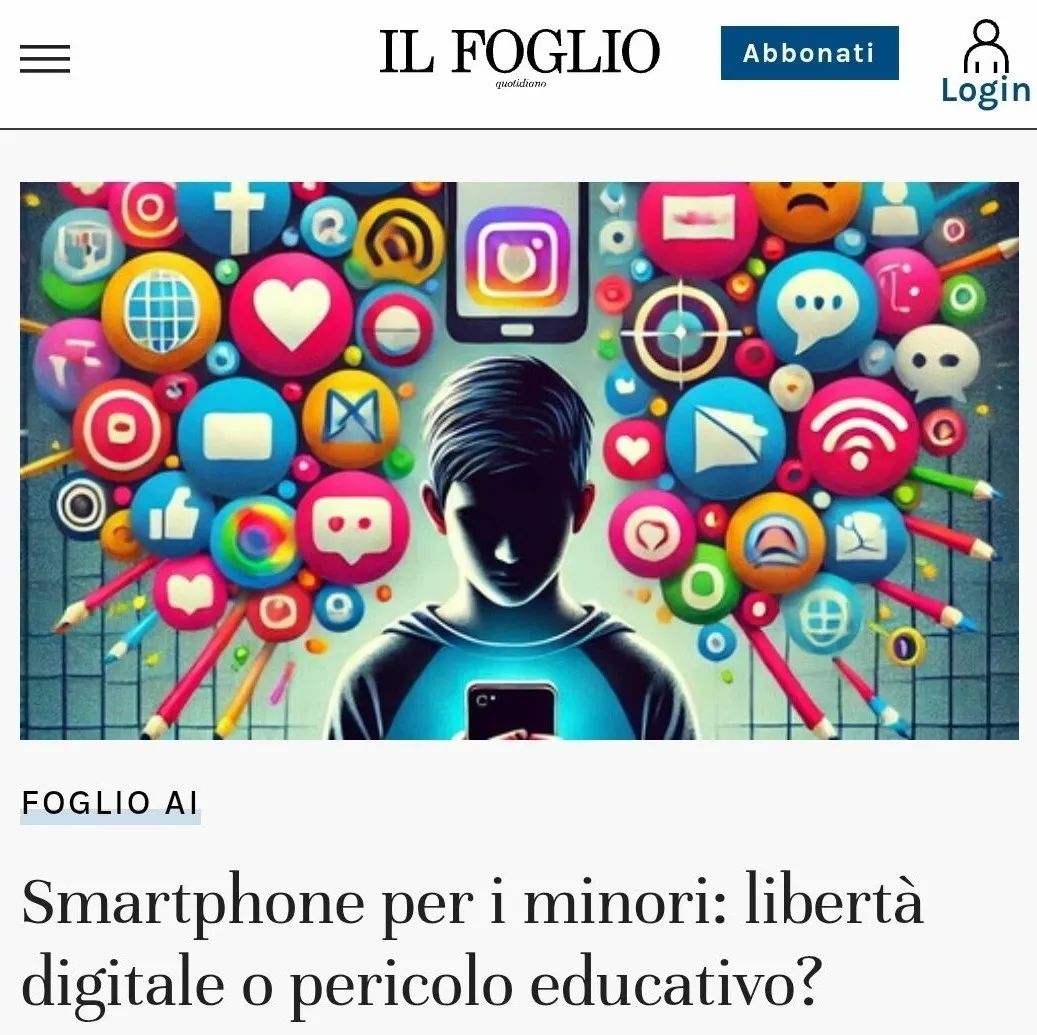 IL FOGLIO
quotidiano
Abbonati
Login
FOGLIO AI
Smartphone per i minori: libertà
digitale o pericolo educativo?